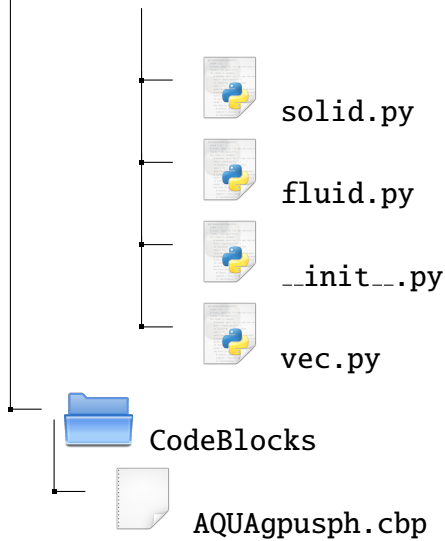 solid.py
fluid.py
__init__.py
vec.py
CodeBlocks
AQUAgpusph.cbp